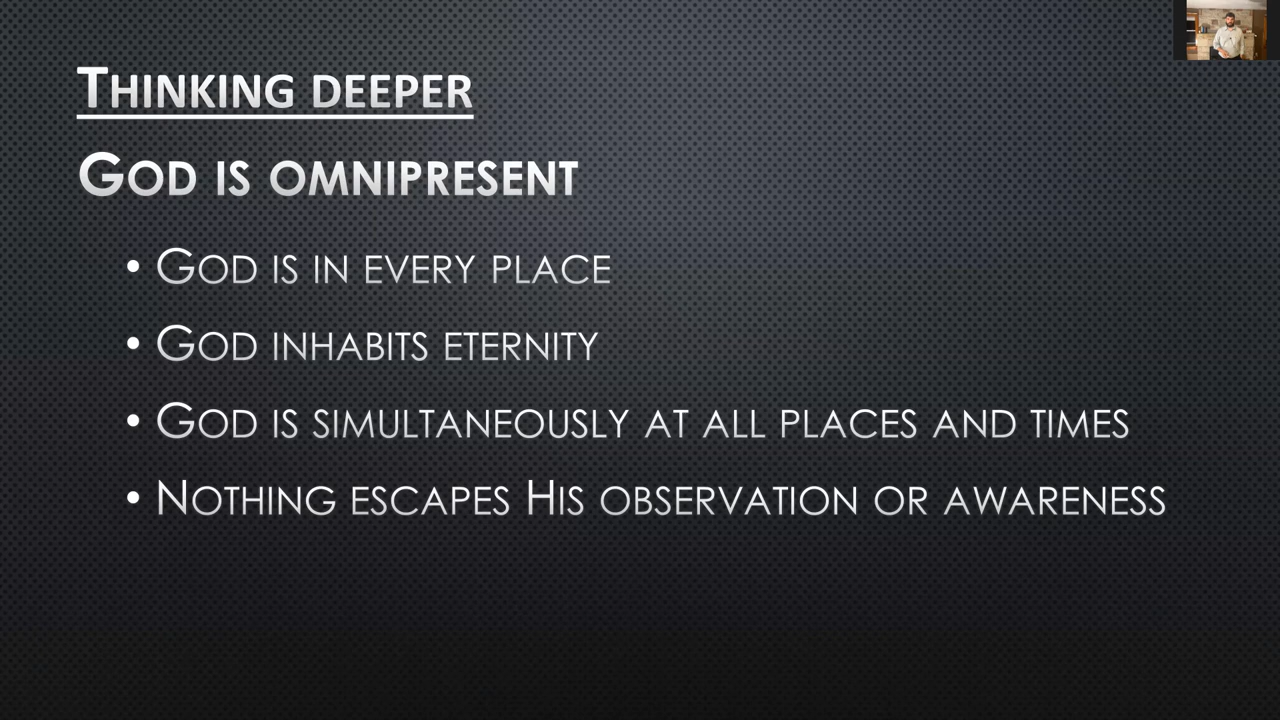 Thinking deeper
God is omnipresent
• God is in every place
• God inhabits eternity
• God is simultaneously at all places and times
• Nothing escapes His observation or awareness